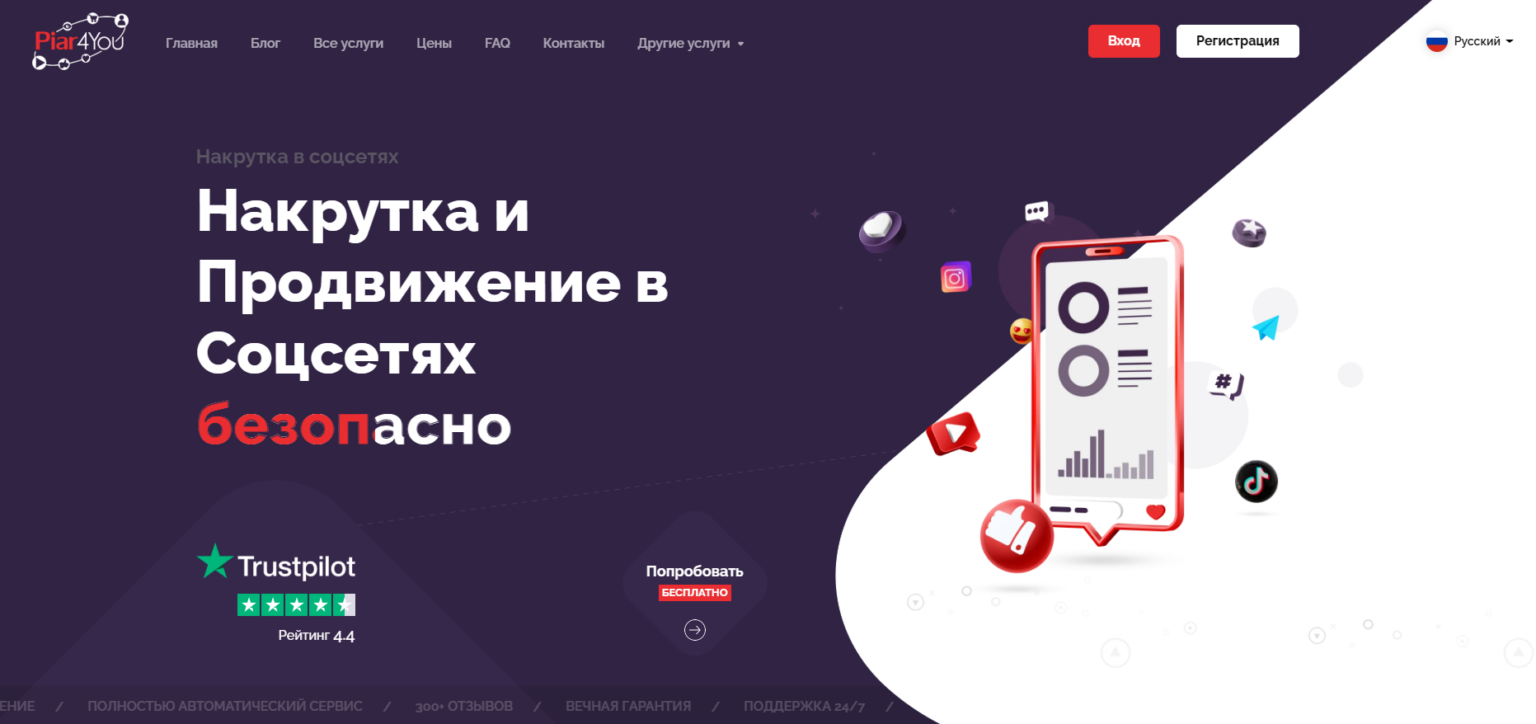 Piar4You
Главная
Блог
Все услуги
Цены
FAQ
Контакты
Другие услуги
Вход
Регистрация
Русский
Накрутка в соцсетях
Накрутка и
Продвижение в
Соцсетях
безопасно
Trustpilot
Рейтинг 4.4
Попробовать
БЕСПЛАТНО
#
ЕНИЕ / ПОЛНОСТЬЮ АВТОМАТИЧЕСКИЙ СЕРВИС / 300+ ОТЗЫВОВ / ВЕЧНАЯ ГАРАНТИЯ / ПОДДЕРЖКА 24/7 /